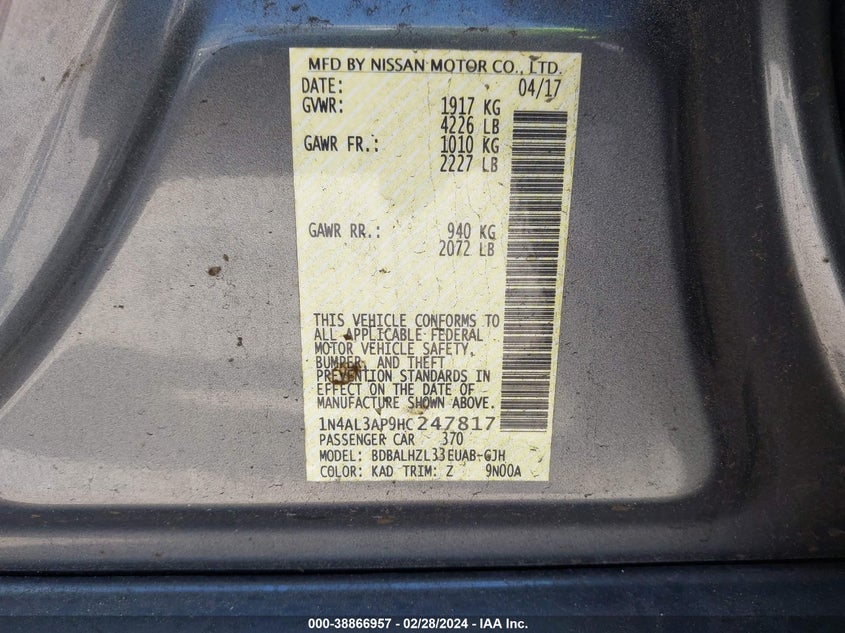 MFD BY NISSAN MOTOR CO., LTD.
DATE: 04/17
GVWR: 1917 KG
4226 LB
GAWR FR.: 1010 KG
2227 LB
GAWR RR.: 940 KG
2072 LB
THIS VEHICLE CONFORMS TO
ALL APPLICABLE FEDERAL
MOTOR VEHICLE SAFETY,
BUMPER, AND THEFT
PREVENTION STANDARDS IN
EFFECT ON THE DATE OF
MANUFACTURE SHOWN ABOVE.
1N4AL3AP9HC247817
PASSENGER CAR 370
MODEL: BDBALHZL33EUAB-GJH
COLOR: KAD TRIM: Z 9N00A
000-38866957 - 02/28/2024 - IAA Inc.